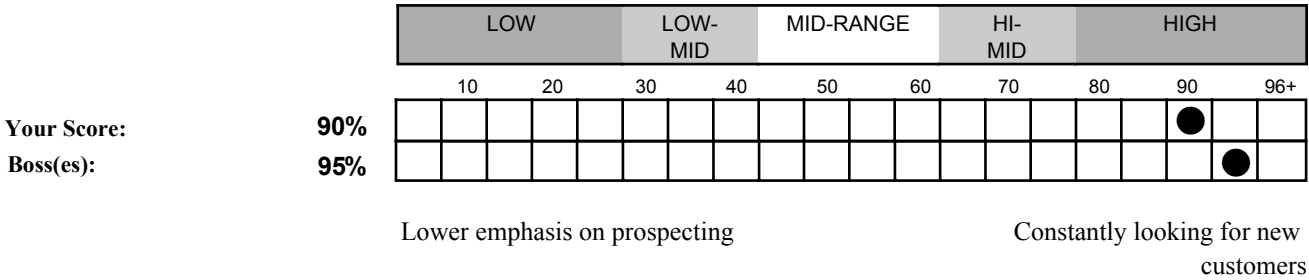 LOW LOW- MID-RANGE HI- HIGH
MID MID
10 20 30 40 50 60 70 80 90 96+
Your Score: 90%
Boss(es): 95%
Lower emphasis on prospecting Constantly looking for new
customers